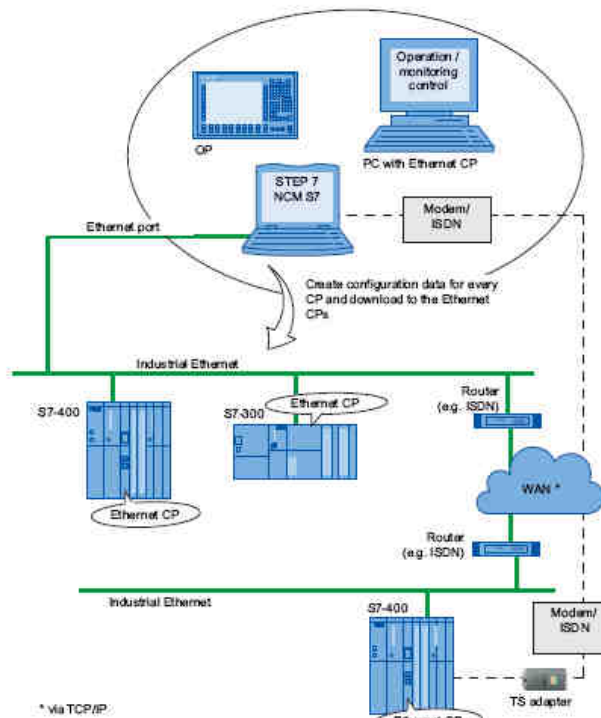 Operation /
monitoring
control
OP
PC with Ethernet CP
STEP 7
NCM S7
Modem/
ISDN
Ethernet port
Create configuration data for every
CP and download to the Ethernet
CPs
Industrial Ethernet
S7-400
S7-300
Ethernet CP
Router
(e.g. ISDN)
Ethernet CP
WAN *
Router
(e.g. ISDN)
Industrial Ethernet
S7-400
Modem/
ISDN
TS adapter
* via TCP/IP
Ethernet CP